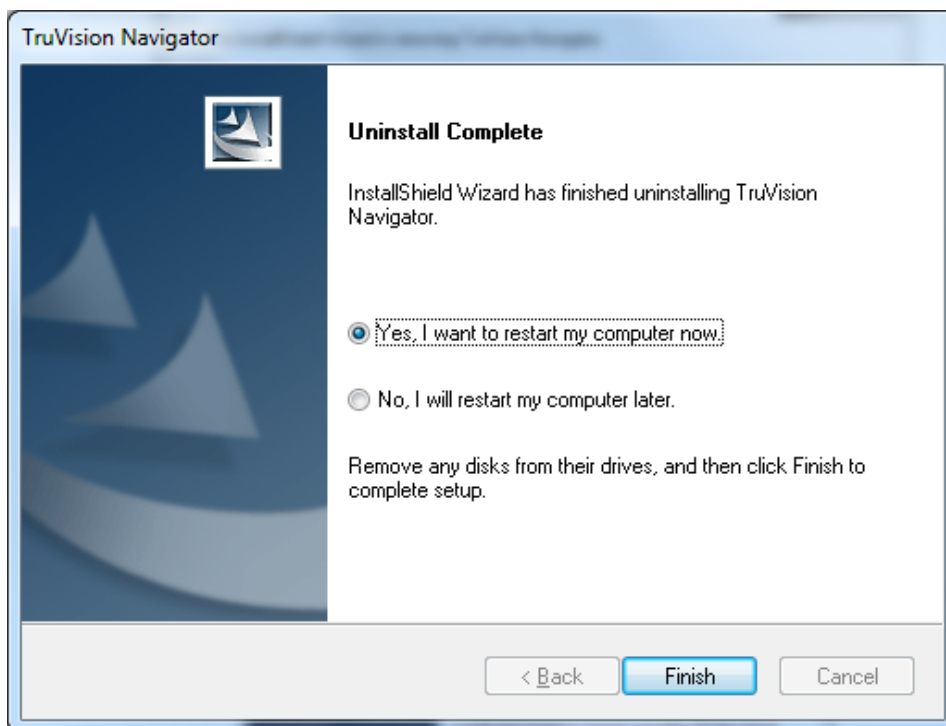 TruVision Navigator
Uninstall Complete
InstallShield Wizard has finished uninstalling TruVision
Navigator.
Yes, I want to restart my computer now.
No, I will restart my computer later.
Remove any disks from their drives, and then click Finish to
complete setup.
< Back
Finish
Cancel